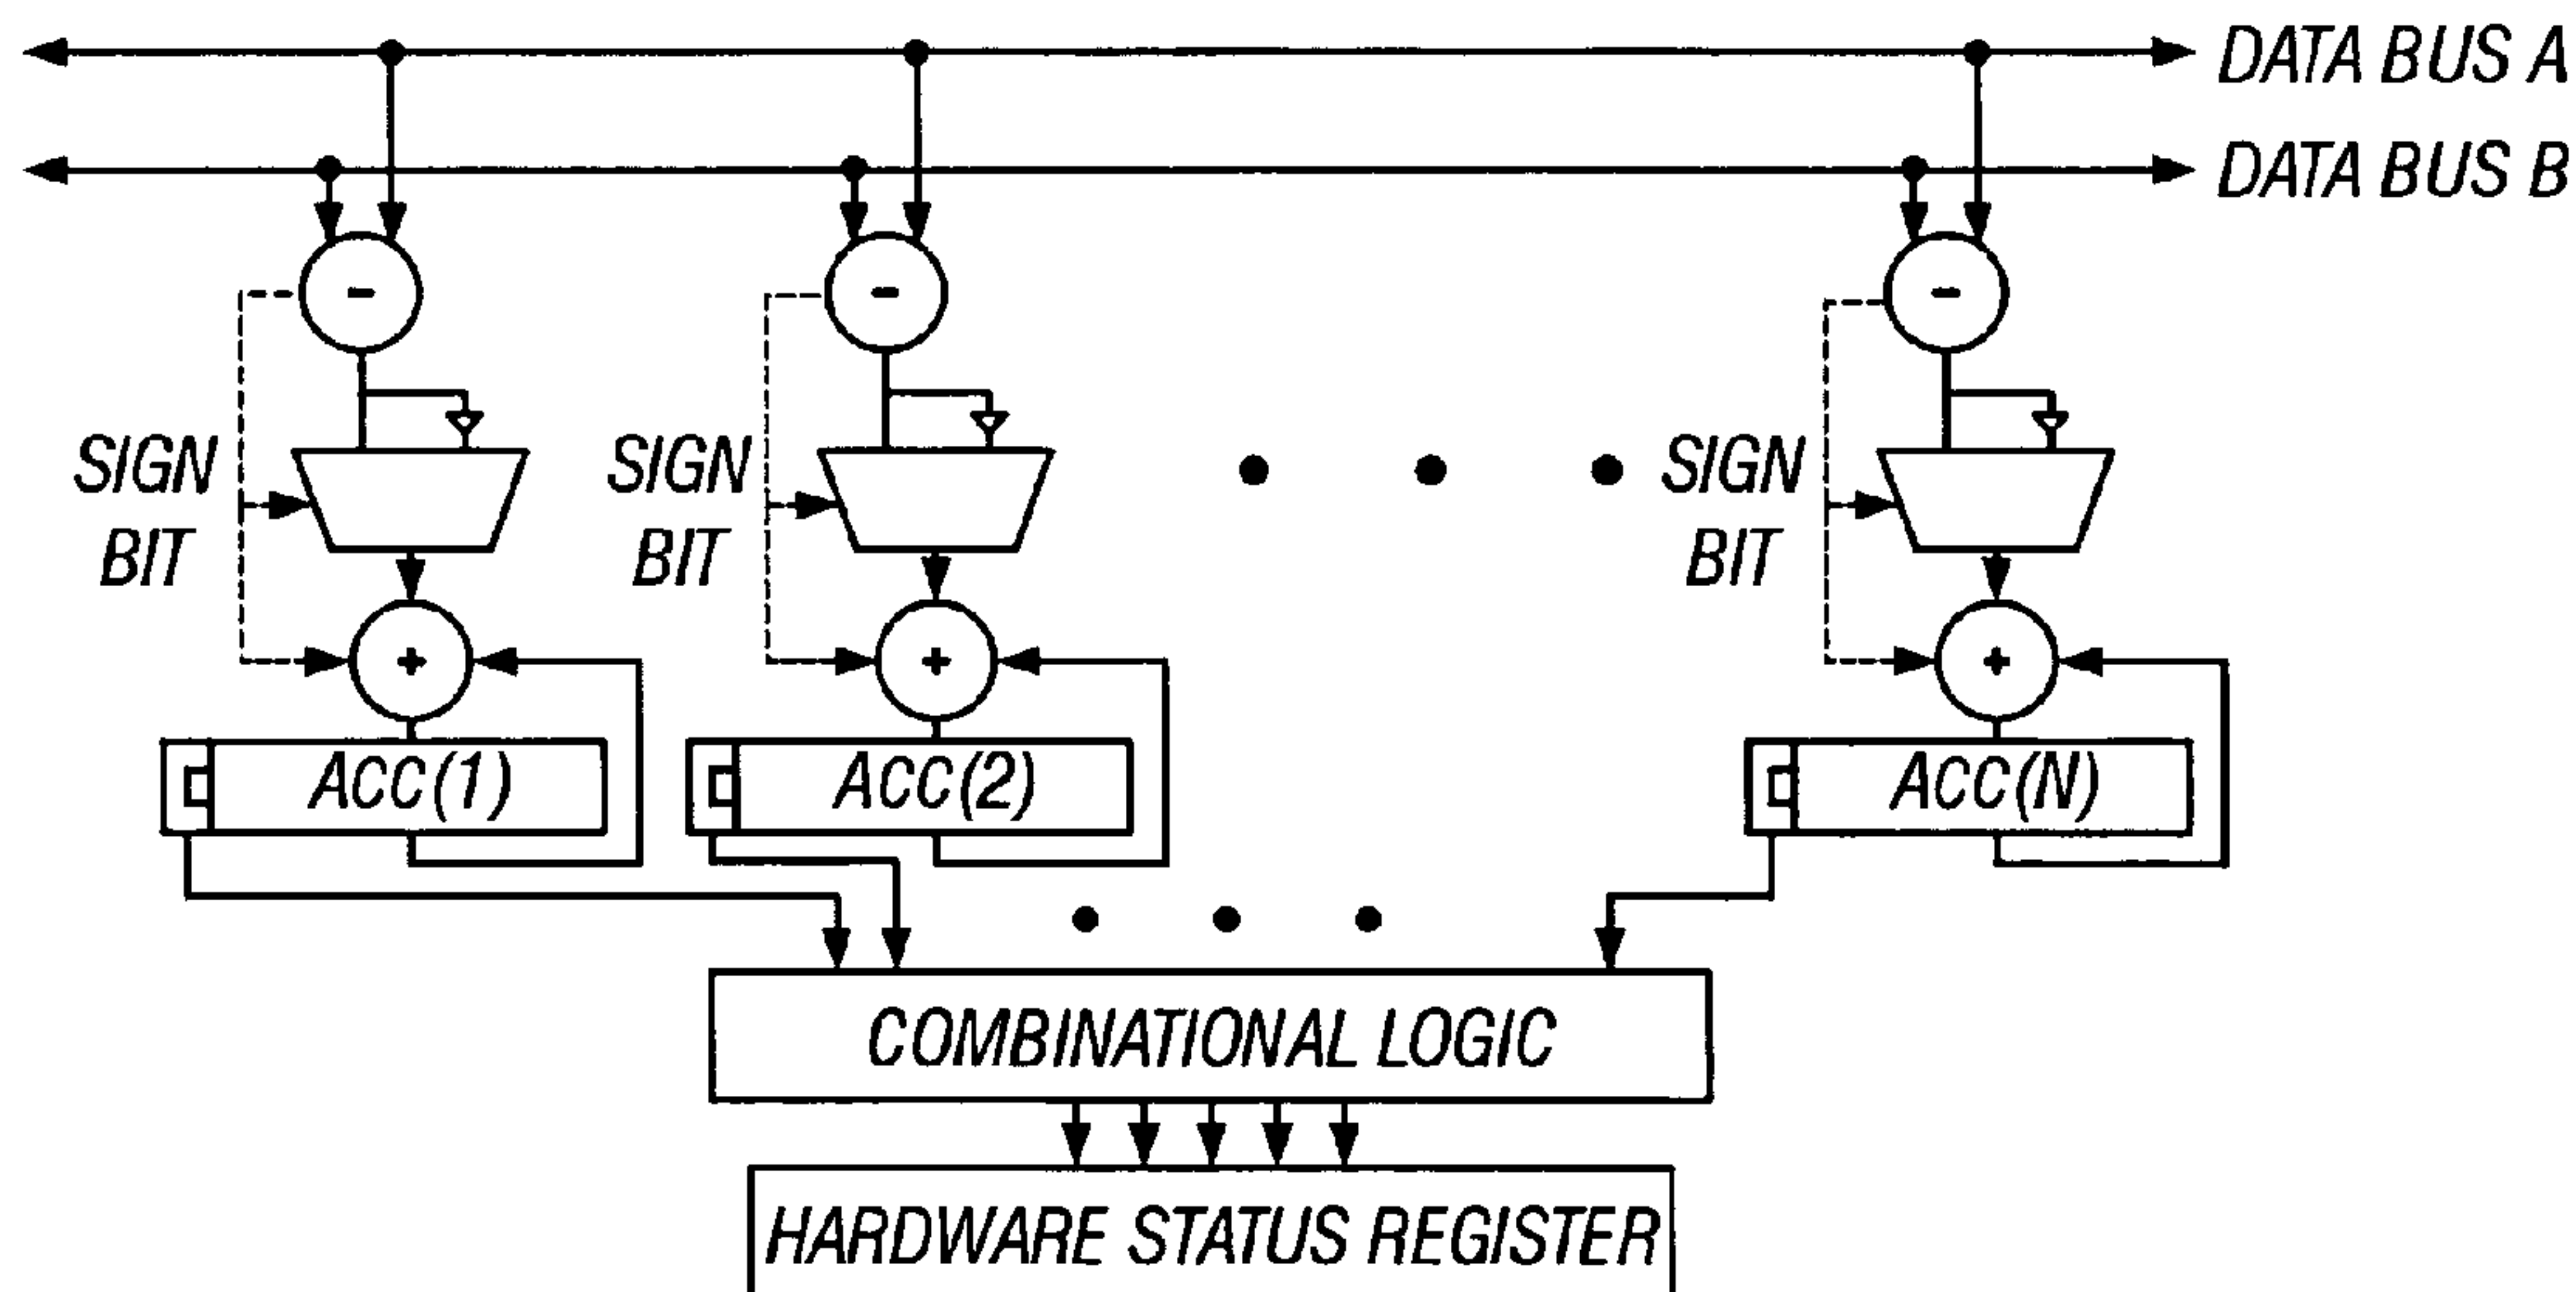 DATA BUS A
DATA BUS B
-
-
-
SIGN
BIT
SIGN
BIT
SIGN
BIT
+
+
+
ACC(1)
ACC(2)
ACC(N)
COMBINATIONAL LOGIC
HARDWARE STATUS REGISTER